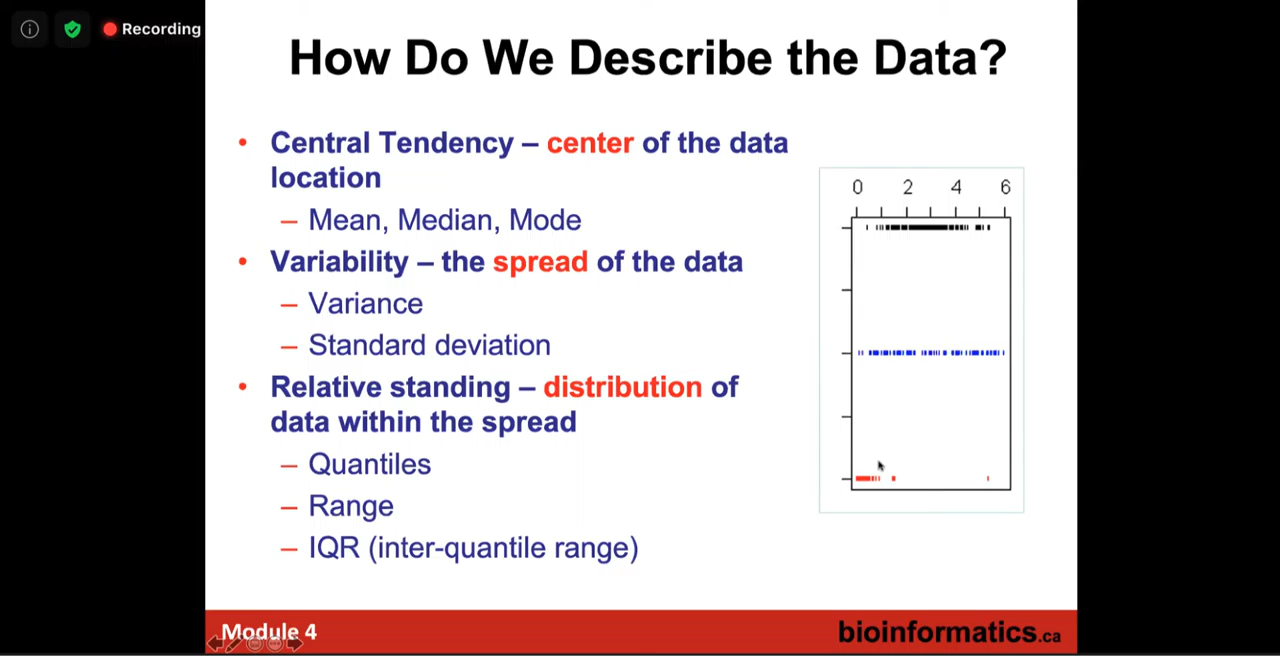 Recording
How Do We Describe the Data?
• Central Tendency – center of the data
location
– Mean, Median, Mode
• Variability – the spread of the data
– Variance
– Standard deviation
• Relative standing – distribution of
data within the spread
– Quantiles
– Range
– IQR (inter-quantile range)
0 2 4 6
Module 4
bioinformatics.ca